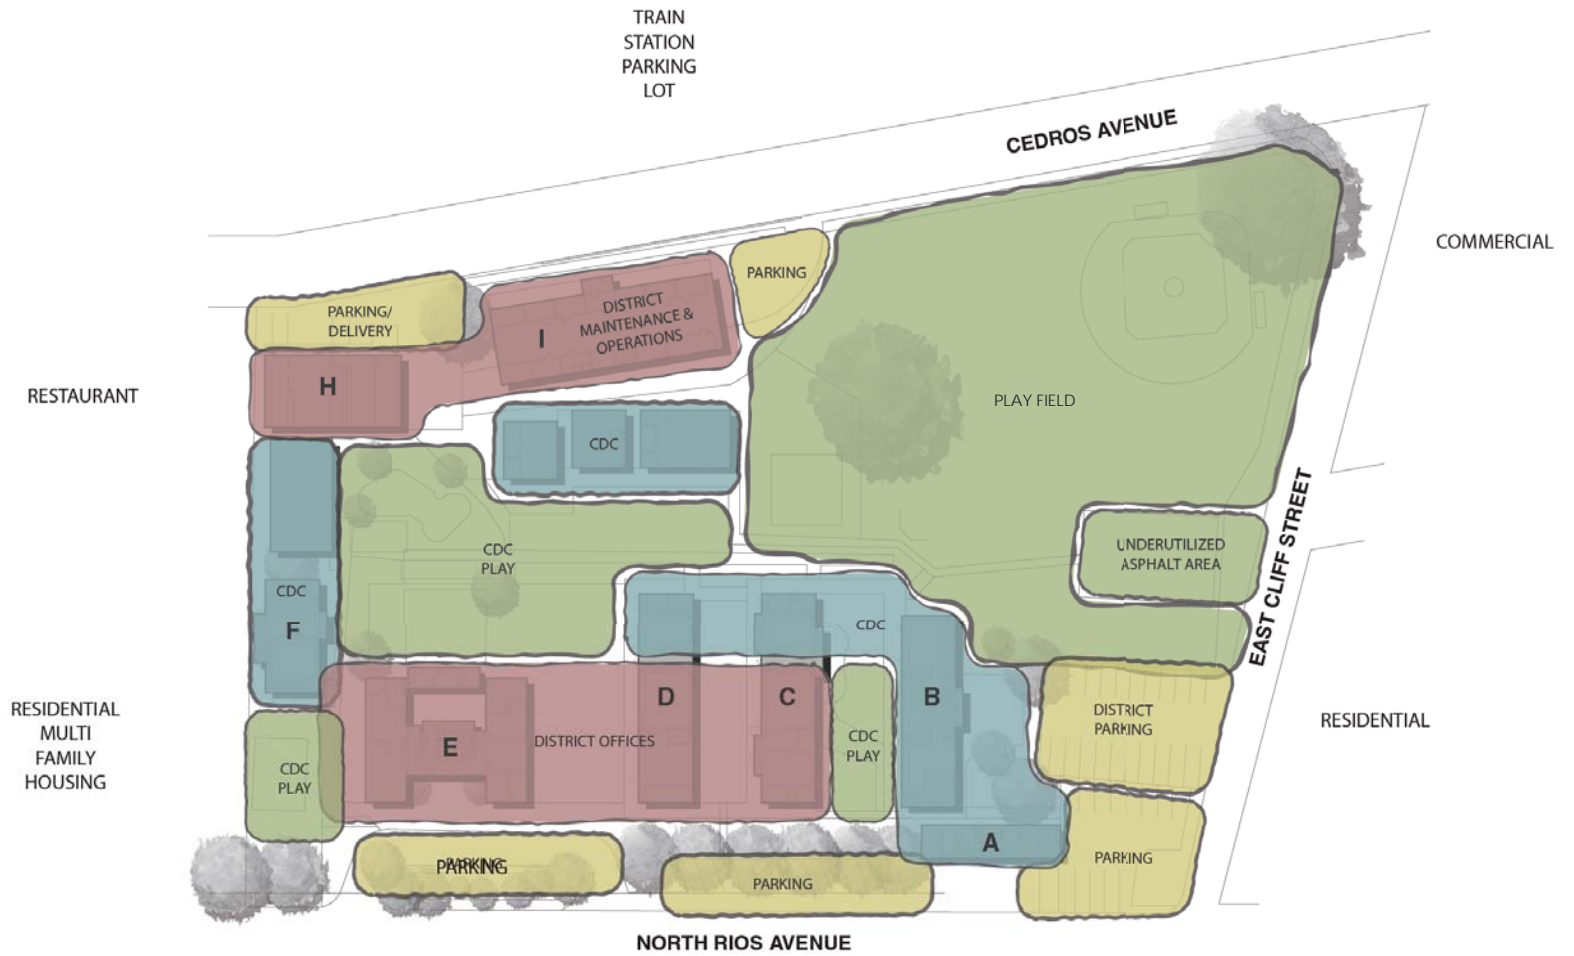 TRAIN
STATION
PARKING
LOT
CEDROS AVENUE
COMMERCIAL
PARKING
PARKING/
DELIVERY
DISTRICT
MAINTENANCE &
OPERATIONS
I
H
RESTAURANT
PLAY FIELD
CDC
CDC
PLAY
UNDERUTILIZED
ASPHALT AREA
EAST CLIFF STREET
CDC
F
CDC
D
C
B
RESIDENTIAL
MULTI
FAMILY
HOUSING
E
DISTRICT OFFICES
CDC
PLAY
CDC
PLAY
DISTRICT
PARKING
RESIDENTIAL
A
PARKING
PARKING
PARKING
PARKING
NORTH RIOS AVENUE